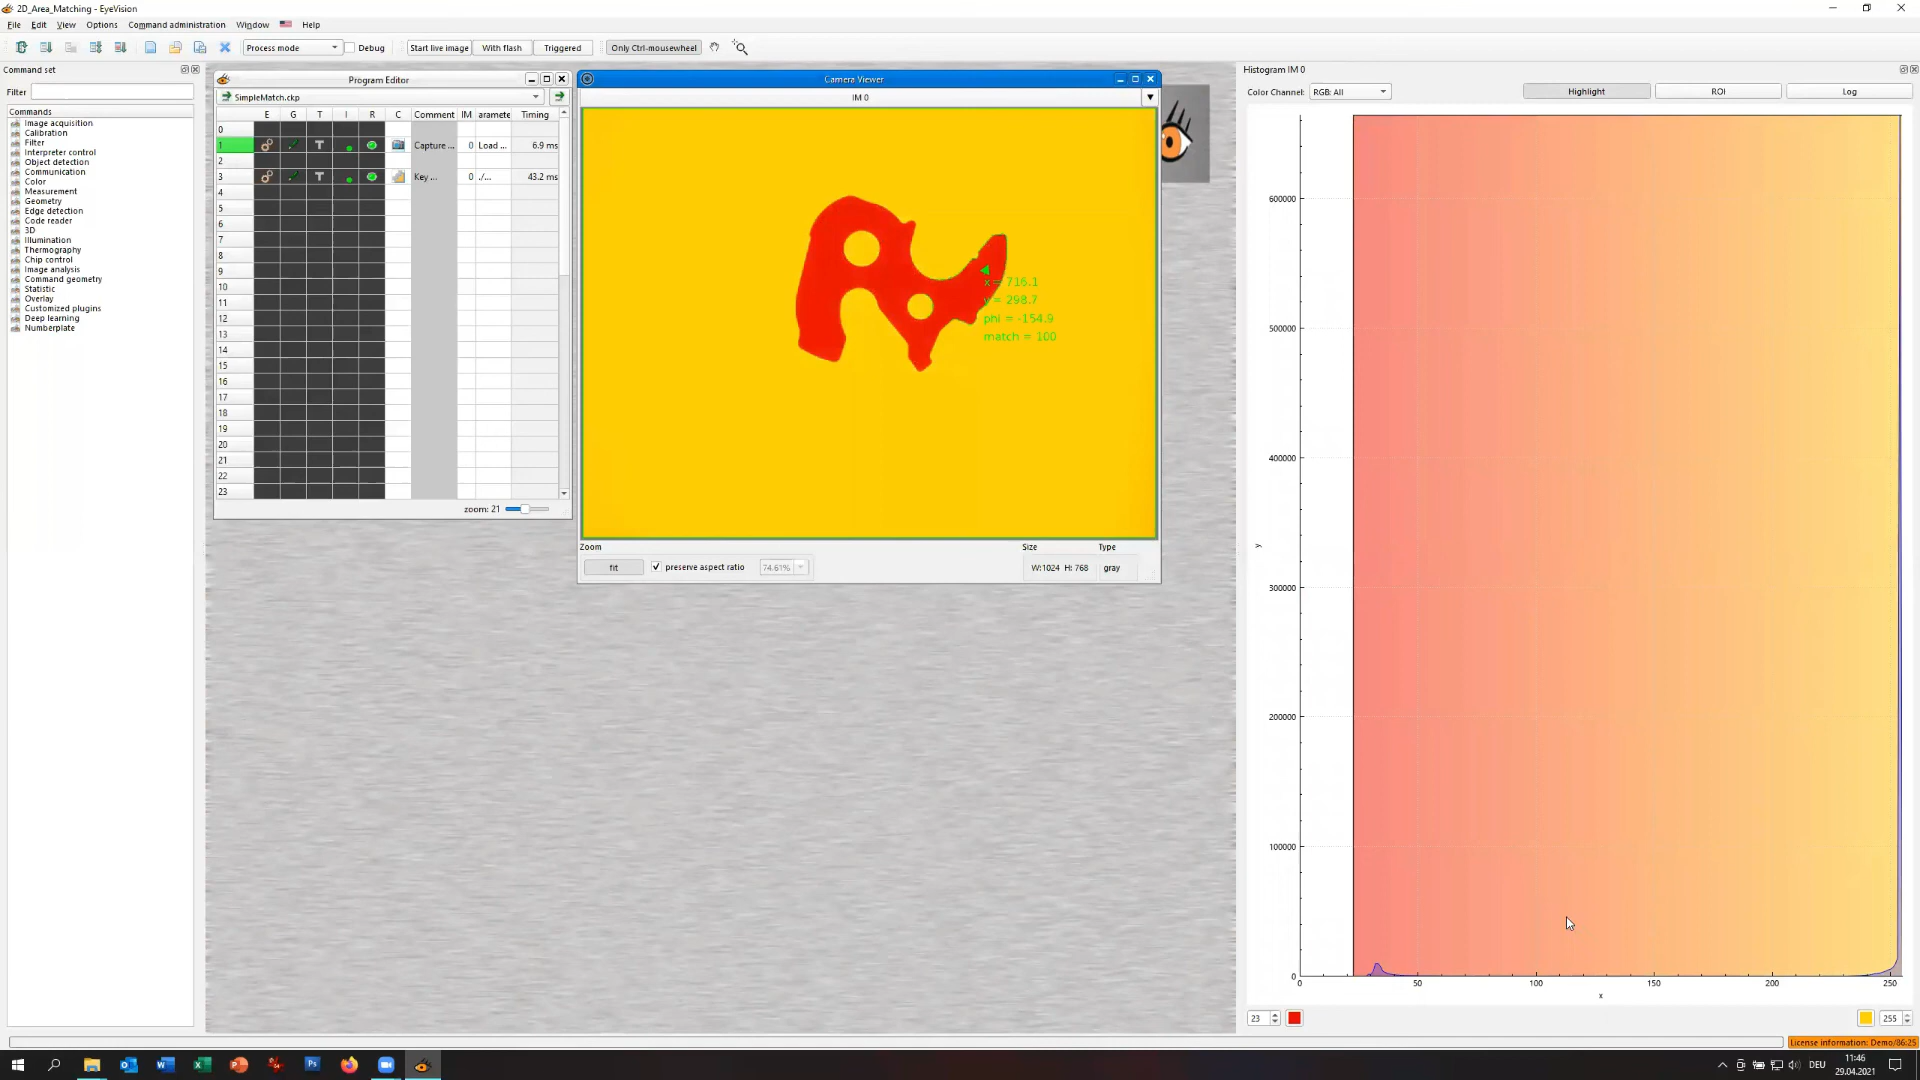 2D_Area_Matching - EyeVision
File Edit View Options Command administration Window Help
Process mode Debug Start live image With flash Triggered Only Ctrl-mousewheel
Command set
Filter
Commands
Image acquisition
Calibration
Filter
Interpreter control
Object detection
Communication
Color
Measurement
Geometry
Edge detection
Code reader
3D
Illumination
Thermography
Chip control
Image analysis
Command geometry
Statistic
Overlay
Customized plugins
Deep learning
Numberplate
Program Editor
SimpleMatch.ckp
E G T I R C Comment IM aramete Timing
0
1 T Capture ... 0 Load ... 6.9 ms
2
3 T Key ... 0 ./... 43.2 ms
4
5
6
7
8
9
10
11
12
13
14
15
16
17
18
19
20
21
22
23
zoom: 21
Camera Viewer
IM 0
x = 716.1
y = 298.7
phi = -154.9
match = 100
Zoom Size Type
fit preserve aspect ratio 74.61% W:1024 H: 768 gray
Histogram IM 0
Color Channel: RGB: All Highlight ROI Log
600000
500000
400000
300000
200000
100000
0
y
0 50 100 150 200 250
x
23 255
License information: Demo/86:25
DEU
11:46
29.04.2021